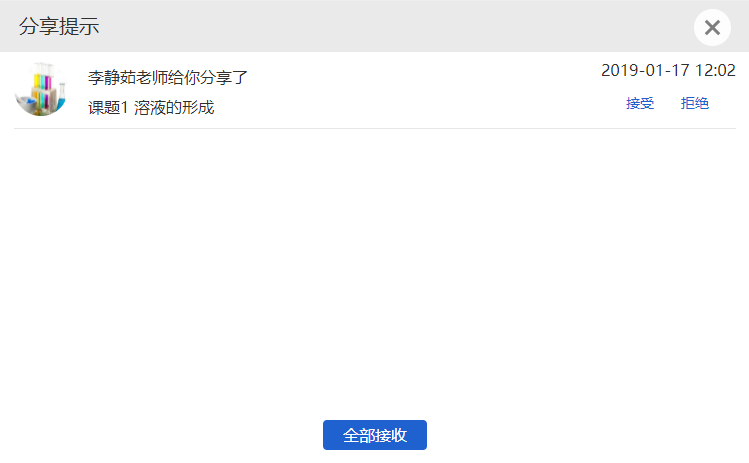 分享提示
李静茹老师给你分享了
2019-01-17 12:02
课题1 溶液的形成
接受 拒绝
全部接收